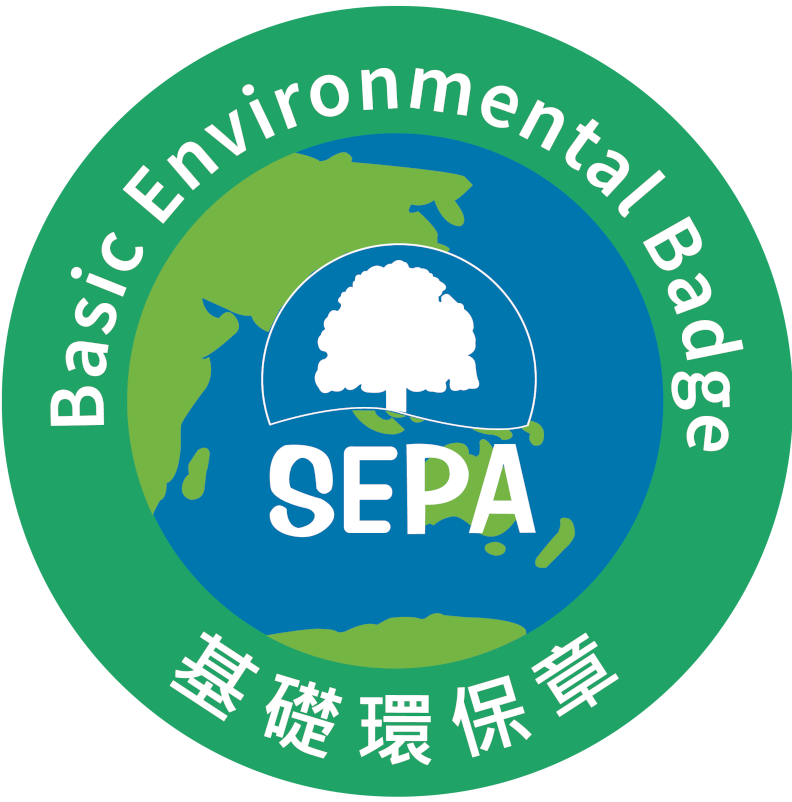 Basic Environmental Badge
SEPA
基礎環保章